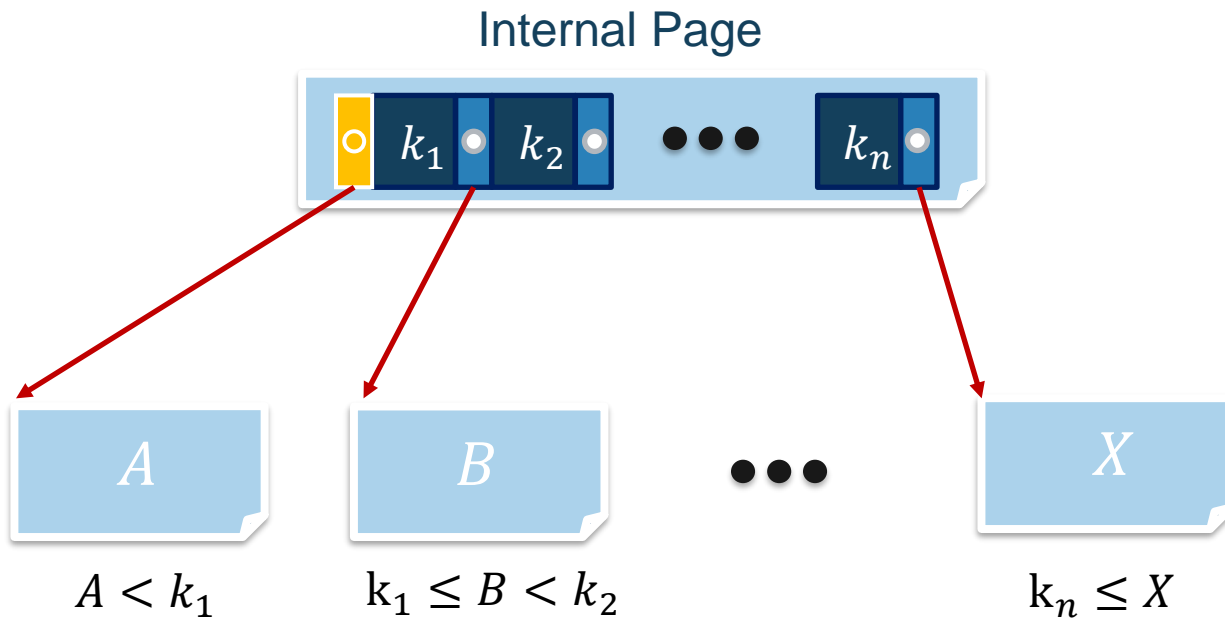 Internal Page
k₁ k₂ ••• kₙ
A B ••• X
A < k₁ k₁ ≤ B < k₂ kₙ ≤ X